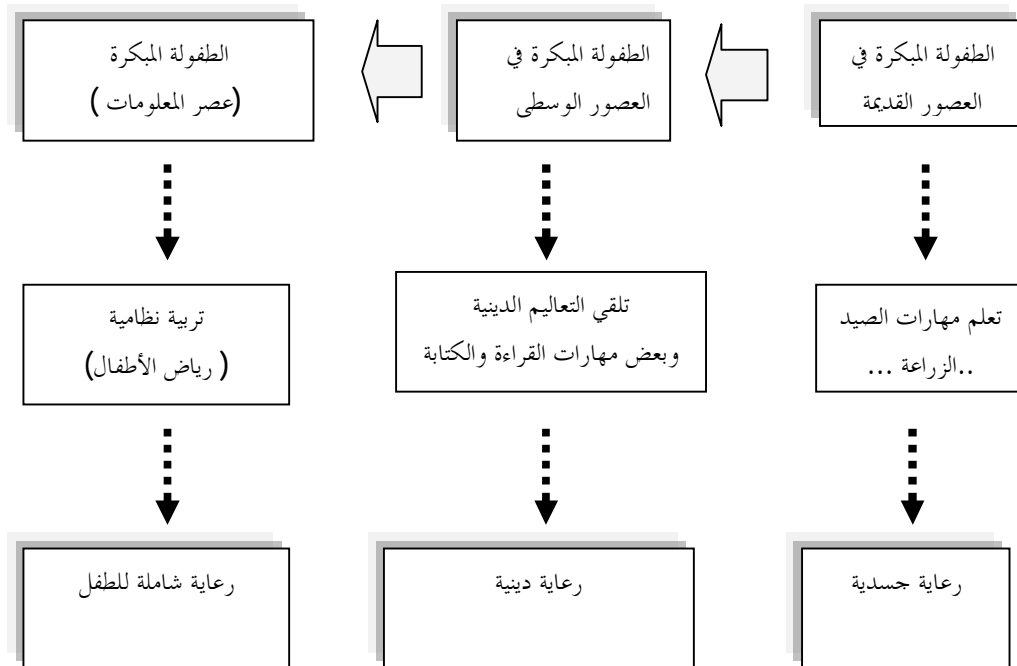 الطفولة المبكرة في
العصور القديمة
الطفولة المبكرة في
العصور الوسطى
الطفولة المبكرة
(عصر المعلومات )
تعلم مهارات الصيد
..الزراعة ...
تلقي التعاليم الدينية
وبعض مهارات القراءة والكتابة
تربية نظامية
( رياض الأطفال)
رعاية جسدية
رعاية دينية
رعاية شاملة للطفل